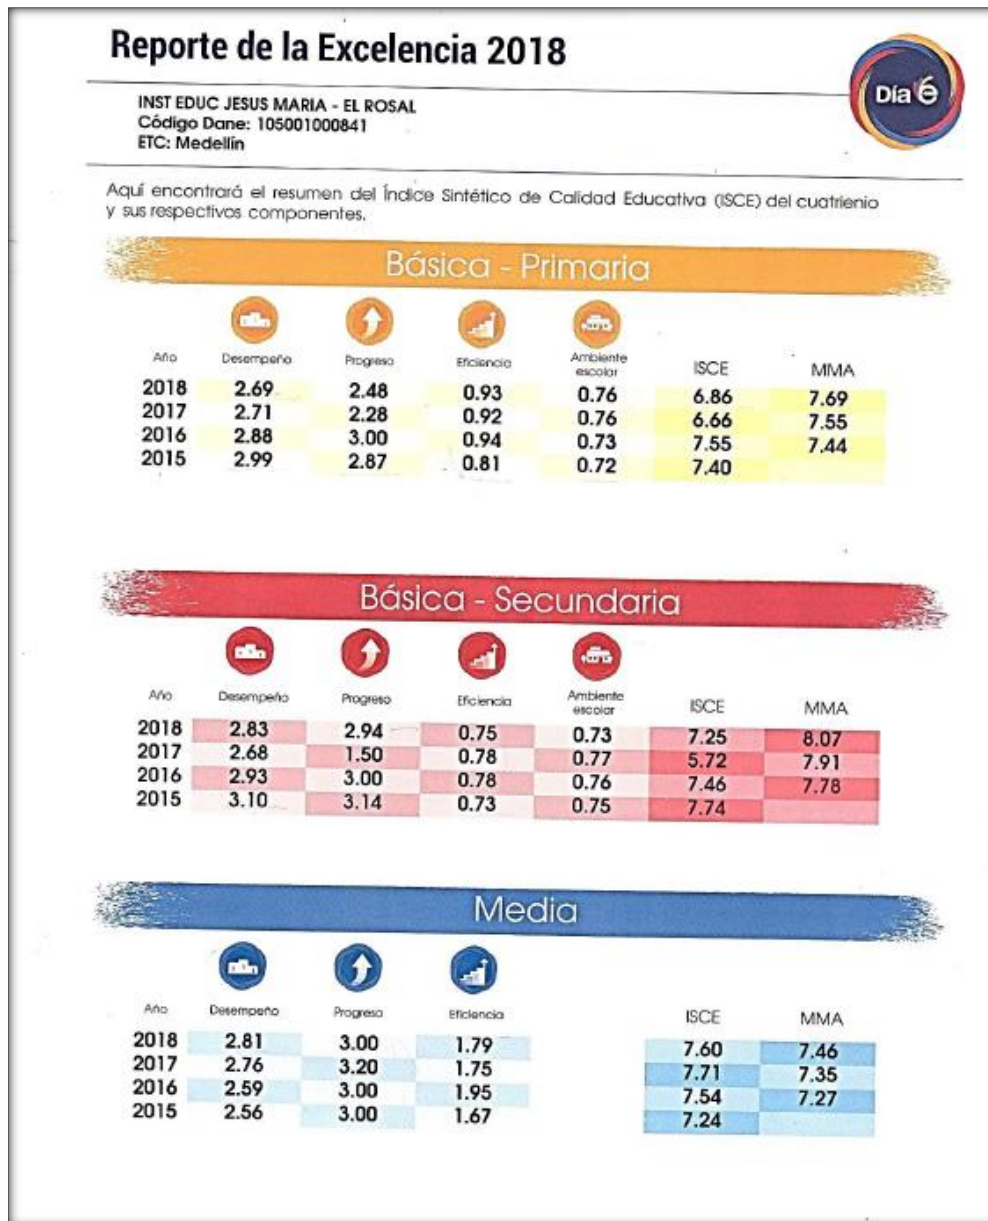 Reporte de la Excelencia 2018
Día é
INST EDUC JESUS MARIA - EL ROSAL
Código Dane: 105001000841
ETC: Medellín
Aquí encontrará el resumen del Índice Sintético de Calidad Educativa (ISCE) del cuatrienio
y sus respectivos componentes.
Básica - Primaria
Año Desempeño Progreso Eficiencia Ambiente escolar ISCE MMA
2018 2.69 2.48 0.93 0.76 6.86 7.69
2017 2.71 2.28 0.92 0.76 6.66 7.55
2016 2.88 3.00 0.94 0.73 7.55 7.44
2015 2.99 2.87 0.81 0.72 7.40
Básica - Secundaria
Año Desempeño Progreso Eficiencia Ambiente escolar ISCE MMA
2018 2.83 2.94 0.75 0.73 7.25 8.07
2017 2.68 1.50 0.78 0.77 5.72 7.91
2016 2.93 3.00 0.78 0.76 7.46 7.78
2015 3.10 3.14 0.73 0.75 7.74
Media
Año Desempeño Progreso Eficiencia ISCE MMA
2018 2.81 3.00 1.79 7.60 7.46
2017 2.76 3.20 1.75 7.71 7.35
2016 2.59 3.00 1.95 7.54 7.27
2015 2.56 3.00 1.67 7.24